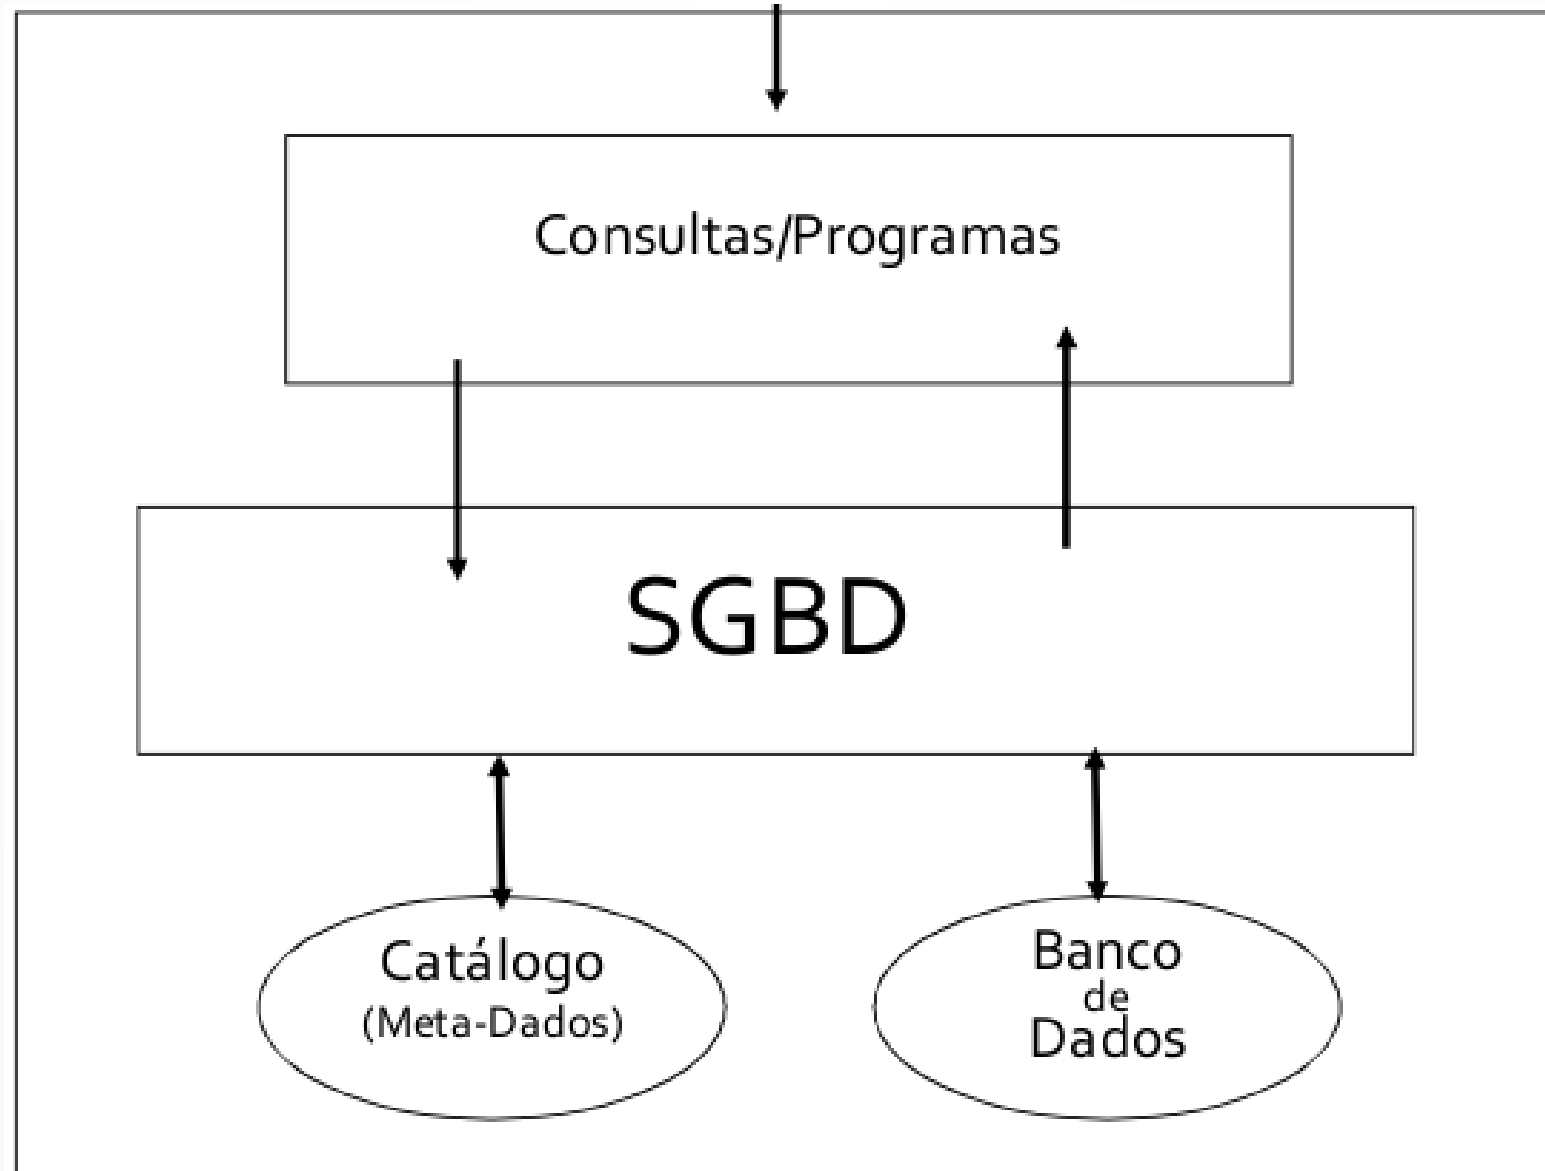 Consultas/Programas
SGBD
Catálogo
(Meta-Dados)
Banco
de
Dados